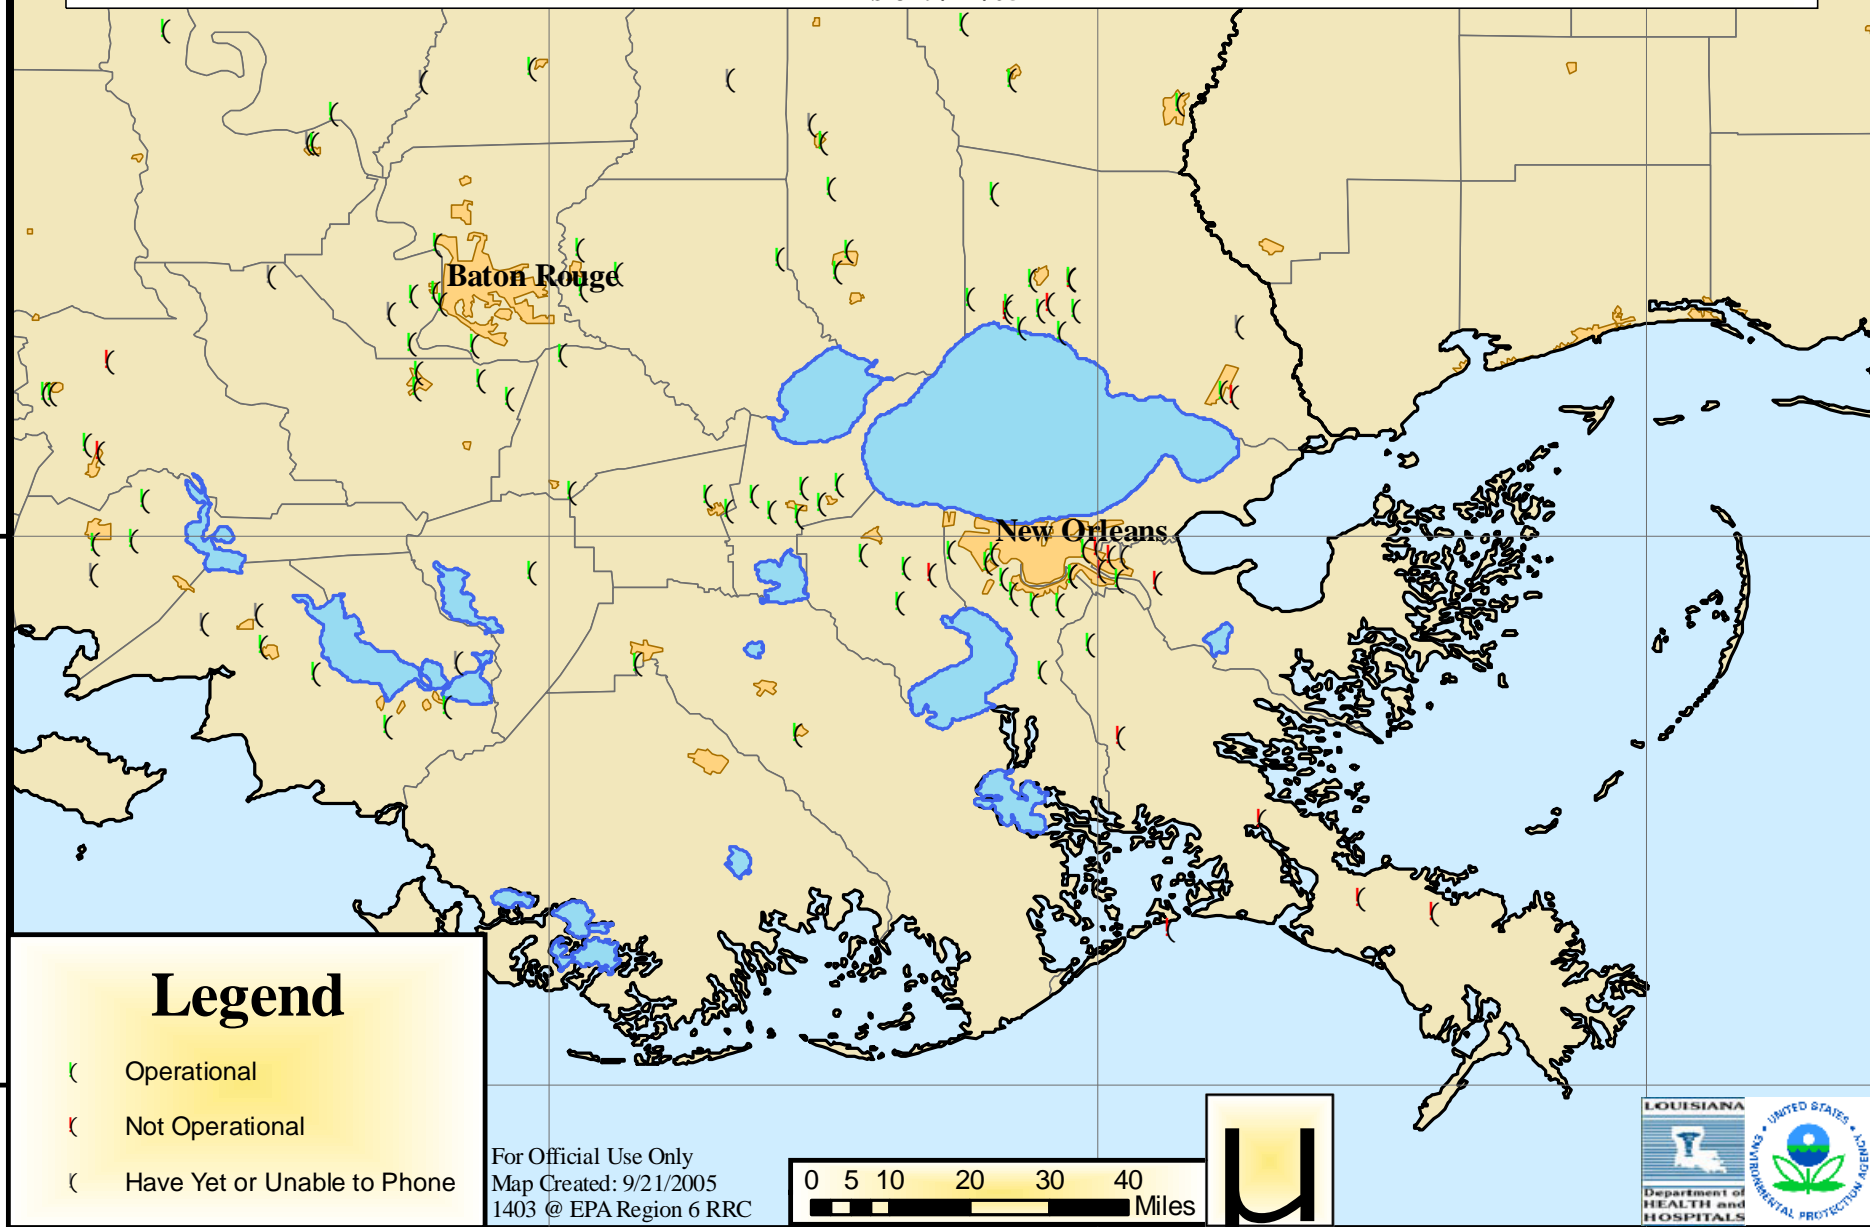 Baton Rouge
New Orleans
Legend
Operational
Not Operational
Have Yet or Unable to Phone
For Official Use Only
Map Created: 9/21/2005
1403 @ EPA Region 6 RRC
0 5 10 20 30 40
Miles
µ
LOUISIANA
Department of
HEALTH and
HOSPITALS
UNITED STATES
ENVIRONMENTAL PROTECTION AGENCY